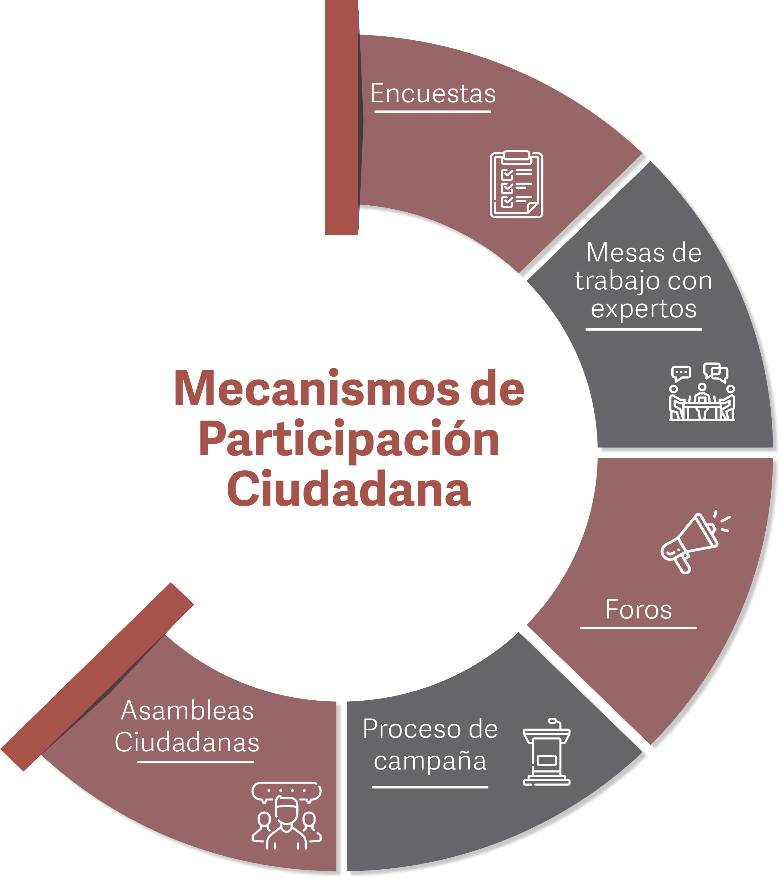 Encuestas
Mesas de
trabajo con
expertos
Mecanismos de
Participación
Ciudadana
Foros
Proceso de
campaña
Asambleas
Ciudadanas